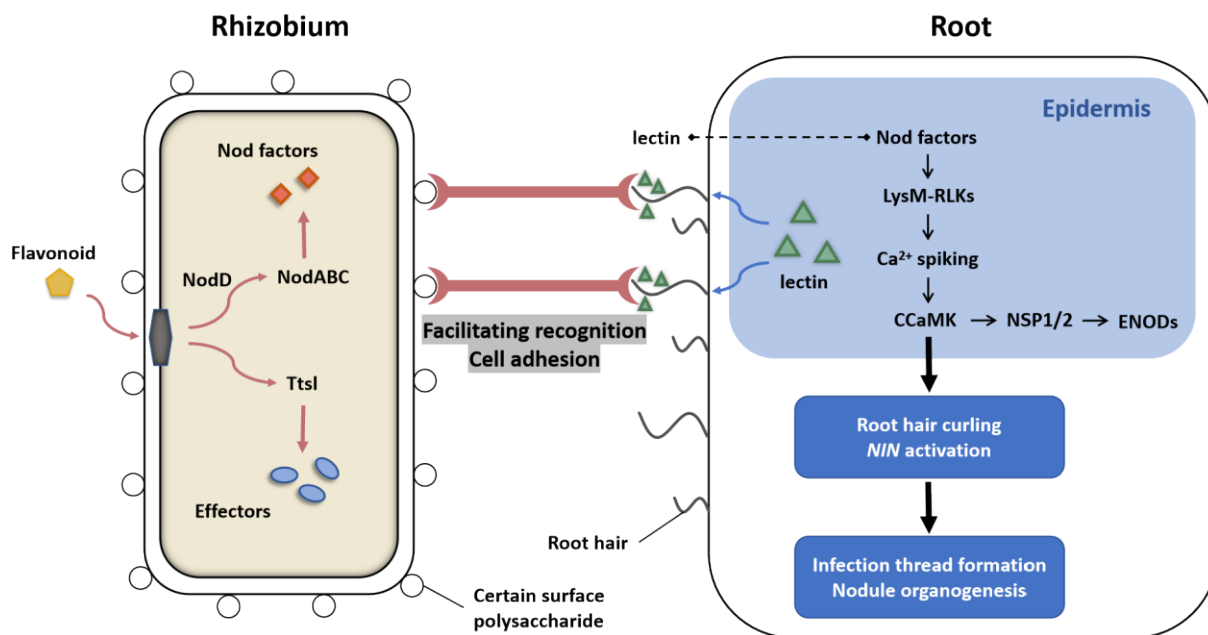 Rhizobium
Root
Epidermis
Nod factors
lectin
Nod factors
LysM-RLKs
Flavonoid
NodD
NodABC
Ca²⁺ spiking
lectin
CCaMK
NSP1/2
ENODs
Facilitating recognition
Cell adhesion
TtsI
Root hair curling
NIN activation
Effectors
Root hair
Infection thread formation
Nodule organogenesis
Certain surface
polysaccharide